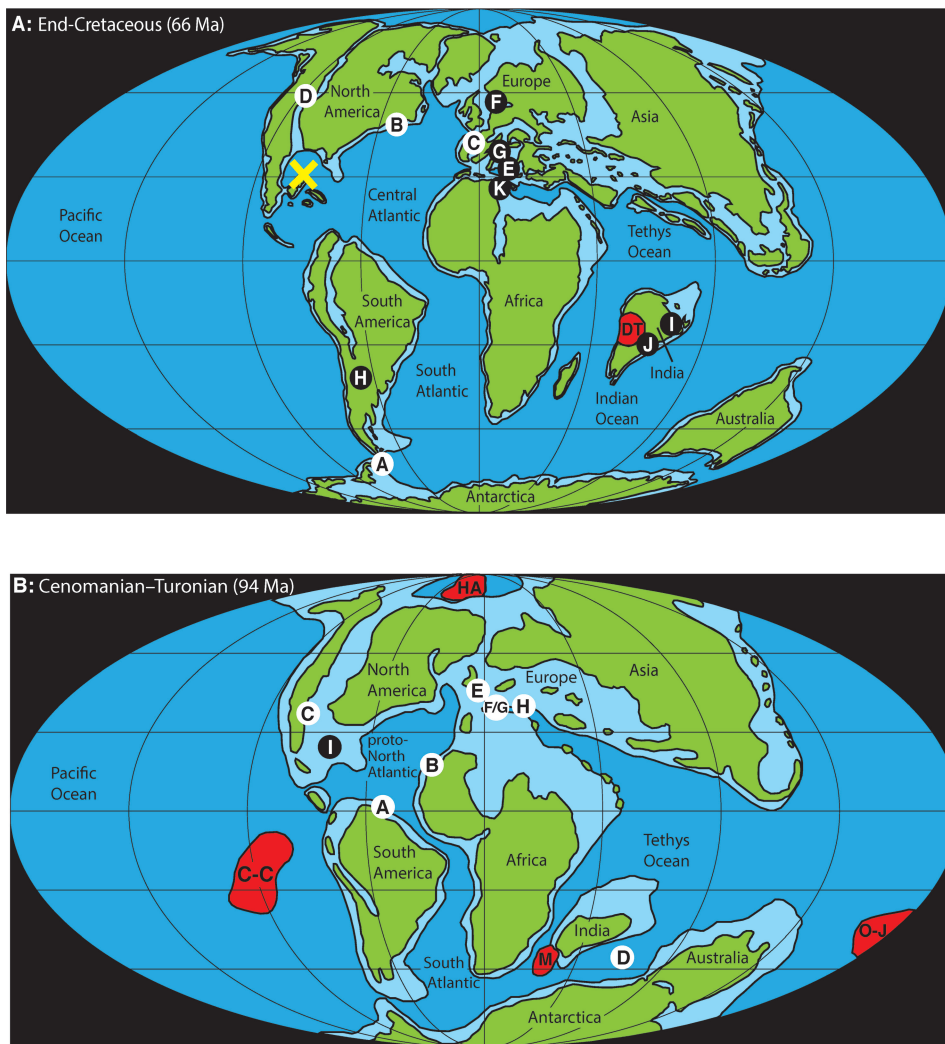 A: End-Cretaceous (66 Ma)
Europe
F
D
North
America
B
Asia
C
G
E
K
Pacific
Ocean
Central
Atlantic
Tethys
Ocean
South
America
Africa
DT
I
J
India
H
South
Atlantic
Indian
Ocean
Australia
A
Antarctica
B: Cenomanian–Turonian (94 Ma)
HA
North
America
E
Europe
Asia
F/G
H
C
I
proto-
North
Atlantic
B
Pacific
Ocean
A
South
America
Africa
Tethys
Ocean
C-C
India
O-J
M
D
Australia
South
Atlantic
Antarctica